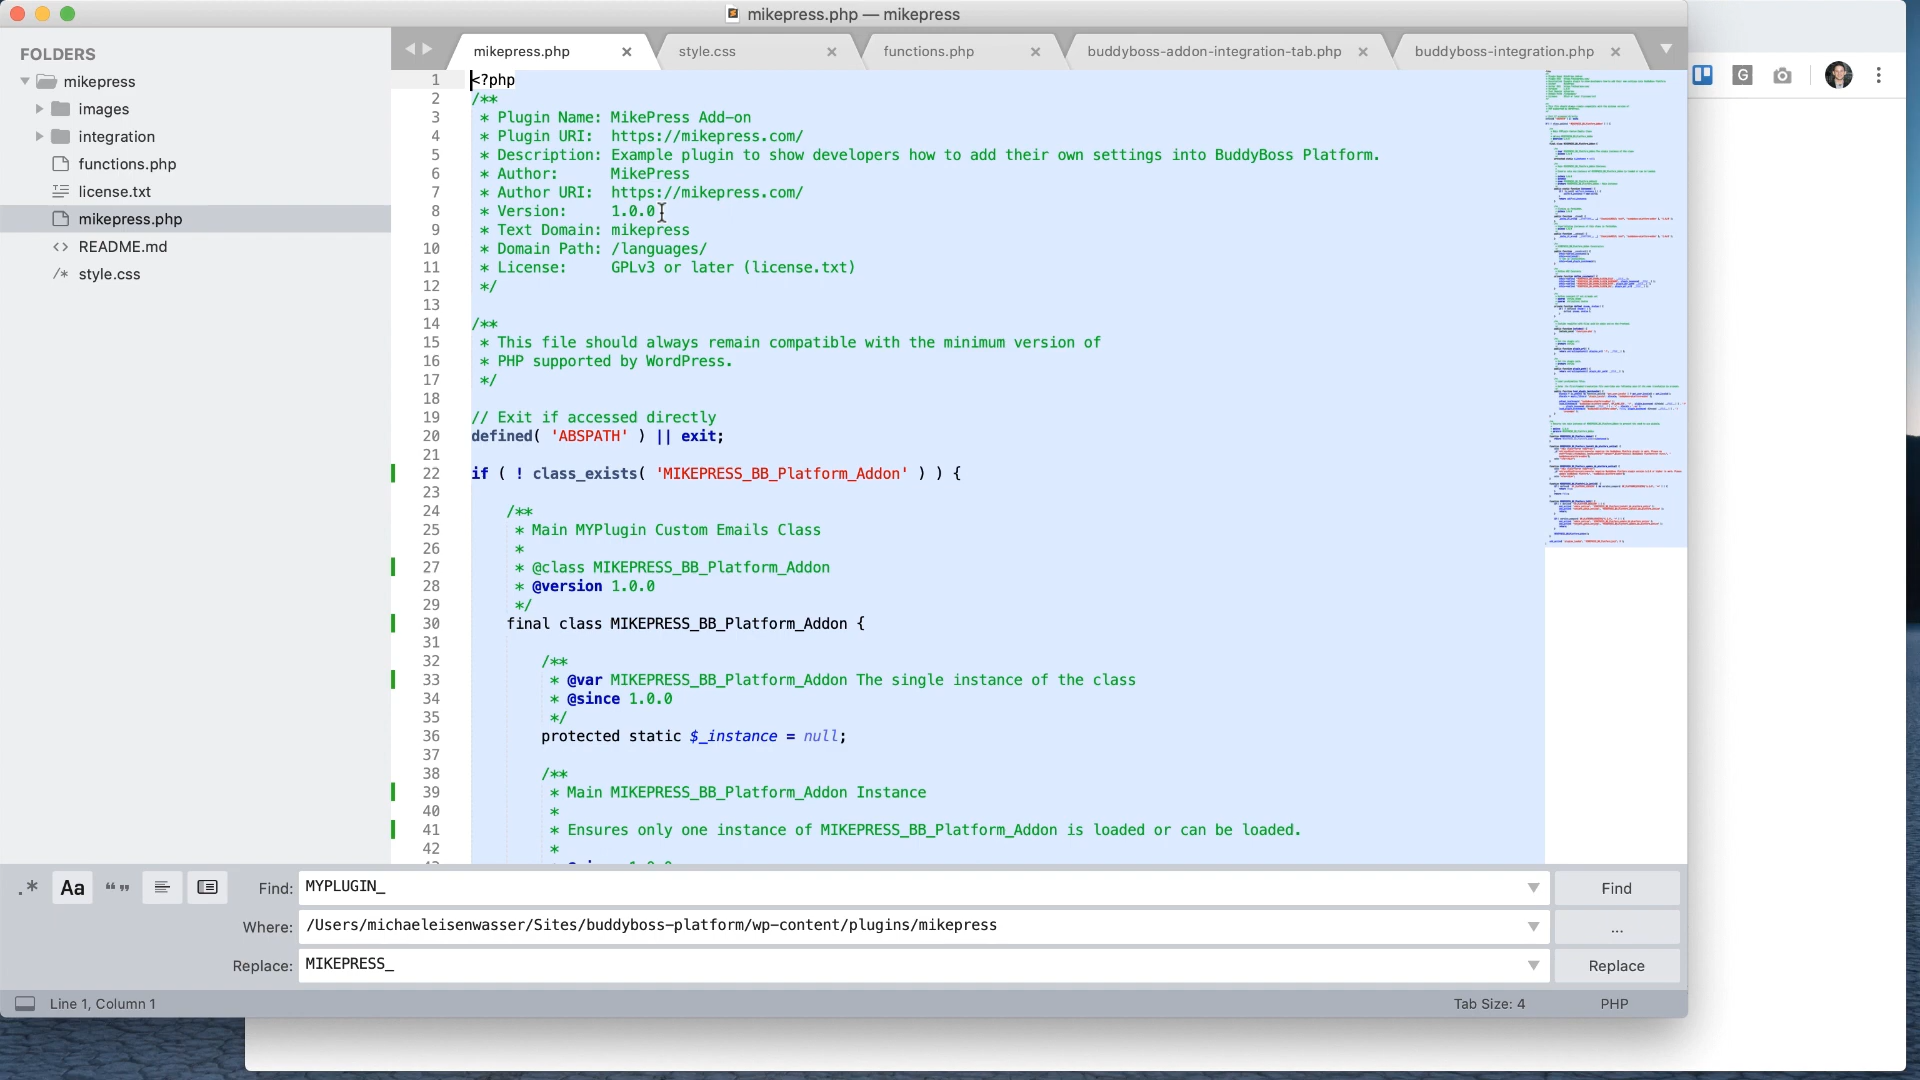 mikepress.php — mikepress
FOLDERS
mikepress
images
integration
functions.php
license.txt
mikepress.php
README.md
/* style.css
mikepress.php
style.css
functions.php
buddyboss-addon-integration-tab.php
buddyboss-integration.php
1 <?php
2 /**
3 * Plugin Name: MikePress Add-on
4 * Plugin URI: https://mikepress.com/
5 * Description: Example plugin to show developers how to add their own settings into BuddyBoss Platform.
6 * Author: MikePress
7 * Author URI: https://mikepress.com/
8 * Version: 1.0.0
9 * Text Domain: mikepress
10 * Domain Path: /languages/
11 * License: GPLv3 or later (license.txt)
12 */
13
14 /**
15 * This file should always remain compatible with the minimum version of
16 * PHP supported by WordPress.
17 */
18
19 // Exit if accessed directly
20 defined( 'ABSPATH' ) || exit;
21
22 if ( ! class_exists( 'MIKEPRESS_BB_Platform_Addon' ) ) {
23
24 /**
25 * Main MYPlugin Custom Emails Class
26 *
27 * @class MIKEPRESS_BB_Platform_Addon
28 * @version 1.0.0
29 */
30 final class MIKEPRESS_BB_Platform_Addon {
31
32 /**
33 * @var MIKEPRESS_BB_Platform_Addon The single instance of the class
34 * @since 1.0.0
35 */
36 protected static $_instance = null;
37
38 /**
39 * Main MIKEPRESS_BB_Platform_Addon Instance
40 *
41 * Ensures only one instance of MIKEPRESS_BB_Platform_Addon is loaded or can be loaded.
42 *
.* Aa “” Find: MYPLUGIN_ Find
Where: /Users/michaeleisenwasser/Sites/buddyboss-platform/wp-content/plugins/mikepress ...
Replace: MIKEPRESS_ Replace
Line 1, Column 1 Tab Size: 4 PHP